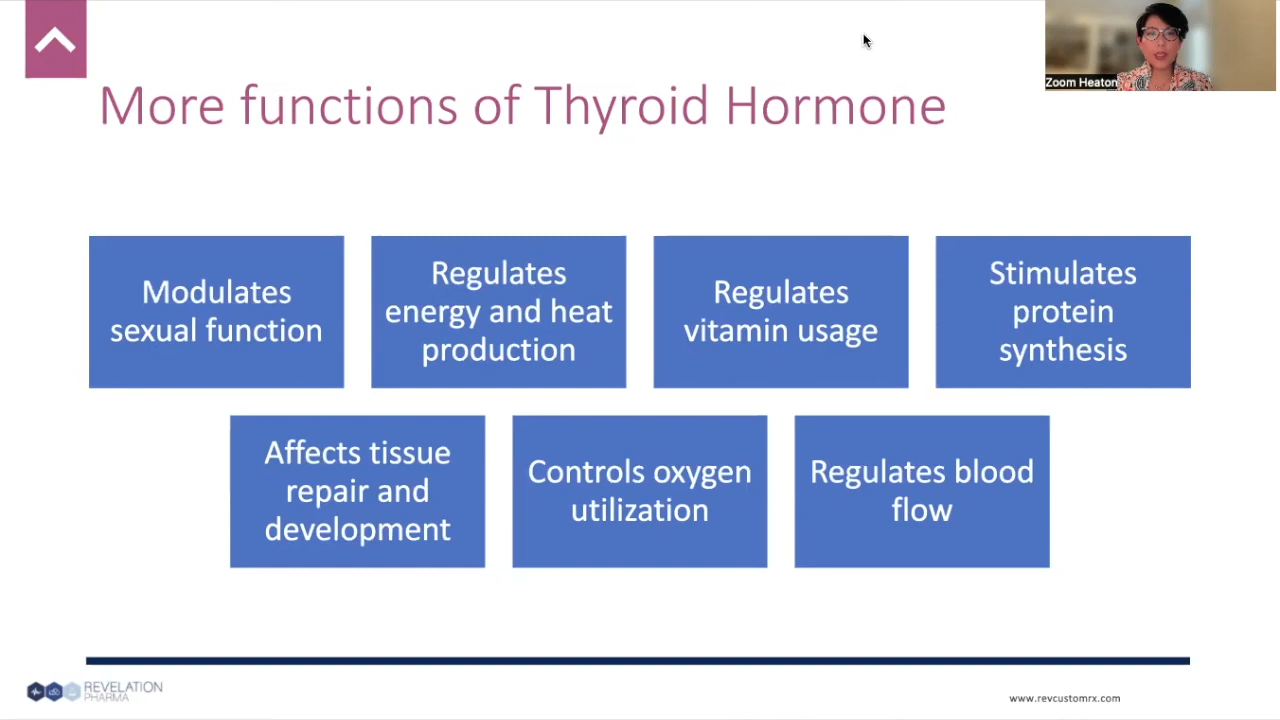 Zoom Heaton
More functions of Thyroid Hormone
Modulates
sexual function
Regulates
energy and heat
production
Regulates
vitamin usage
Stimulates
protein
synthesis
Affects tissue
repair and
development
Controls oxygen
utilization
Regulates blood
flow
REVELATION
PHARMA
www.revcustomrx.com